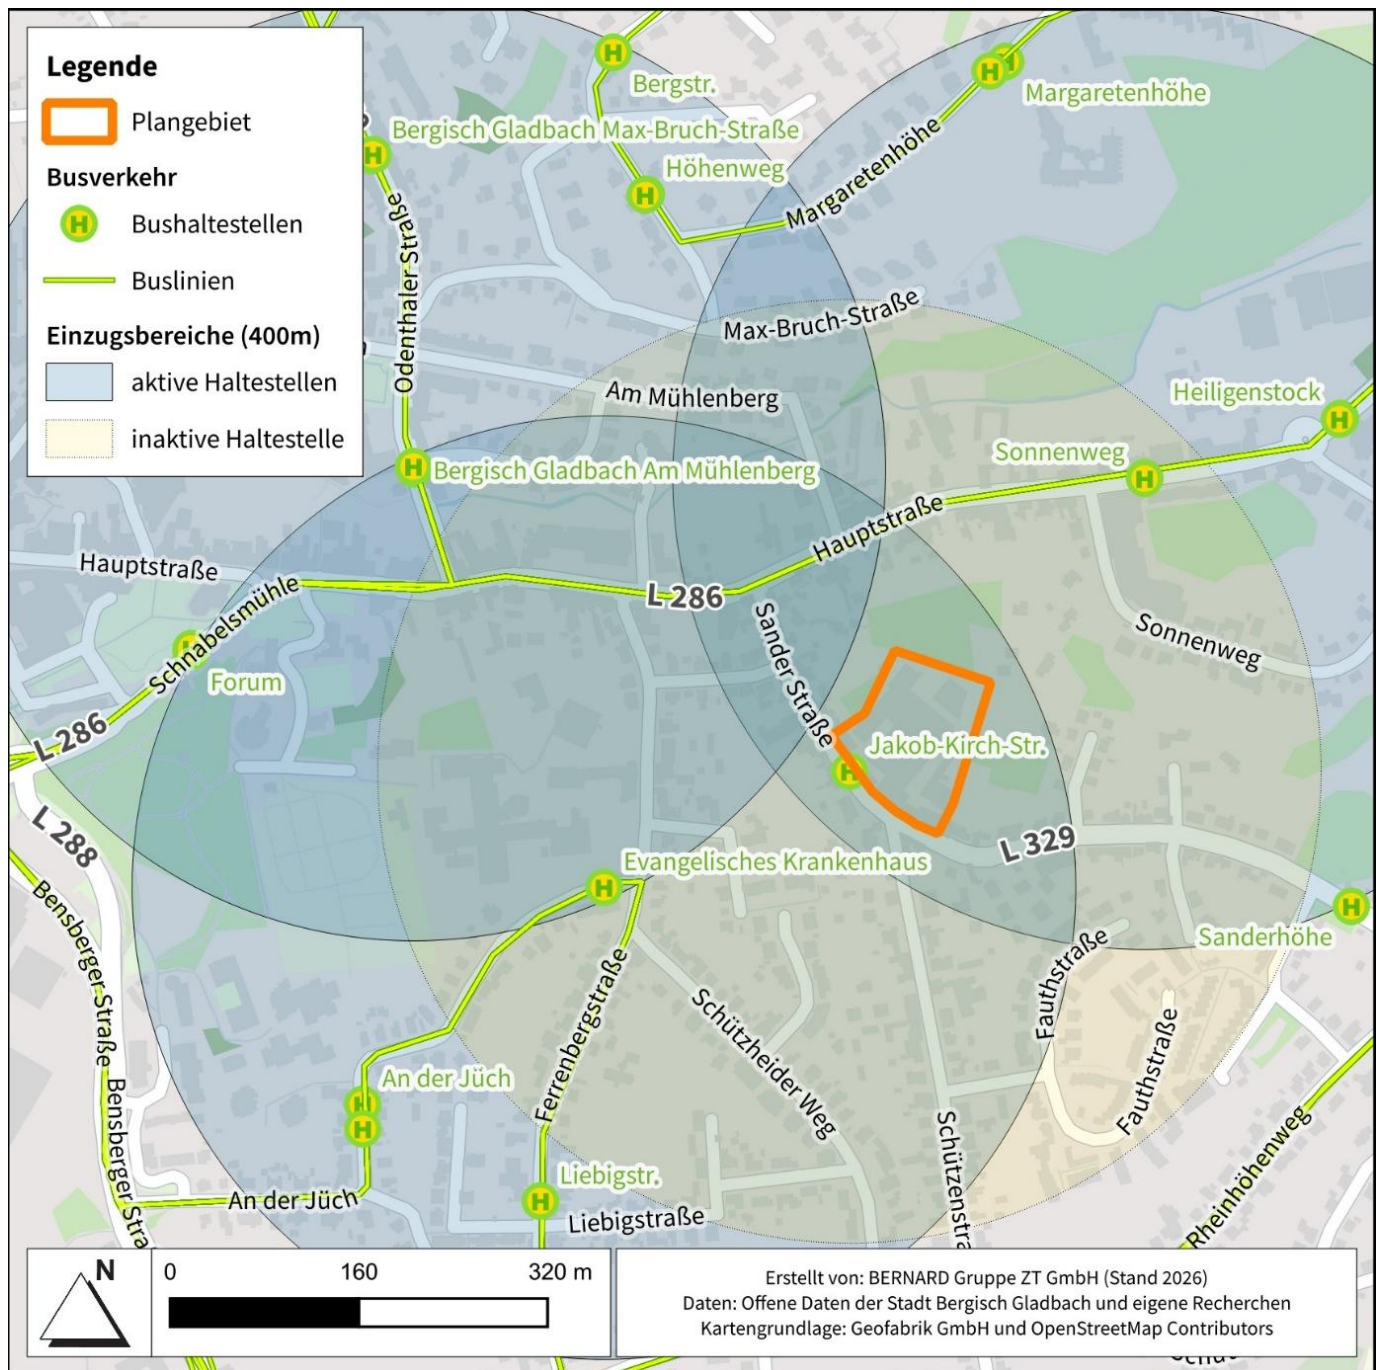 Legende
Plangebiet
Busverkehr
Bushaltestellen
Buslinien
Einzugsbereiche (400m)
aktive Haltestellen
inaktive Haltestelle
Bergstr.
Margaretenhöhe
Bergisch Gladbach Max-Bruch-Straße
Höhenweg
Margaretenhöhe
Odenthaler Straße
Max-Bruch-Straße
Am Mühlenberg
Heiligenstock
Sonnenweg
Bergisch Gladbach Am Mühlenberg
Hauptstraße
Hauptstraße
Schnabelsmühle
L 286
Sander Straße
Sonnenweg
Forum
L 286
Jakob-Kirch-Str.
L 288
L 329
Evangelisches Krankenhaus
Sanderhöhe
Bensberger Straße
Fauthstraße
Ferrenbergstraße
Schützheider Weg
Fauthstraße
An der Jüch
Bensberger Stra
Schützenstra
Rheinhöhenweg
Liebigstr.
An der Jüch
Liebigstraße
N
0 160 320 m
Erstellt von: BERNARD Gruppe ZT GmbH (Stand 2026)
Daten: Offene Daten der Stadt Bergisch Gladbach und eigene Recherchen
Kartengrundlage: Geofabrik GmbH und OpenStreetMap Contributors